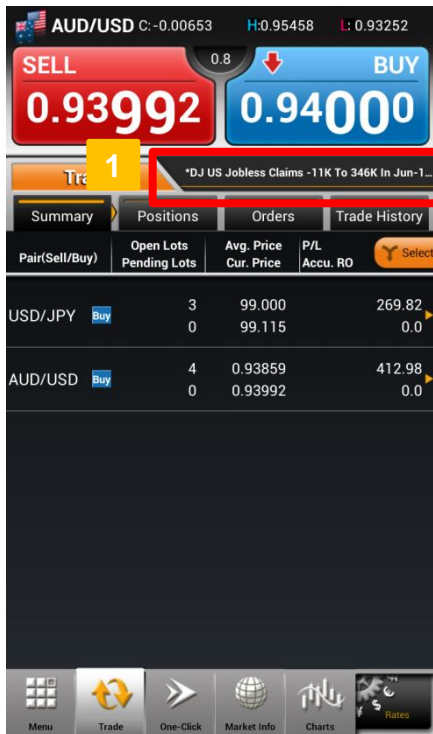 AUD/USD C:-0.00653 H:0.95458 L:0.93252
SELL 0.8 BUY
0.93992 0.94000
1 *DJ US Jobless Claims -11K To 346K In Jun-1...
Summary Positions Orders Trade History
Pair(Sell/Buy) Open Lots Avg. Price P/L Select
Pending Lots Cur. Price Accu. RO
USD/JPY Buy 3 99.000 269.82
0 99.115 0.0
AUD/USD Buy 4 0.93859 412.98
0 0.93992 0.0
Menu Trade One-Click Market Info Charts Rates